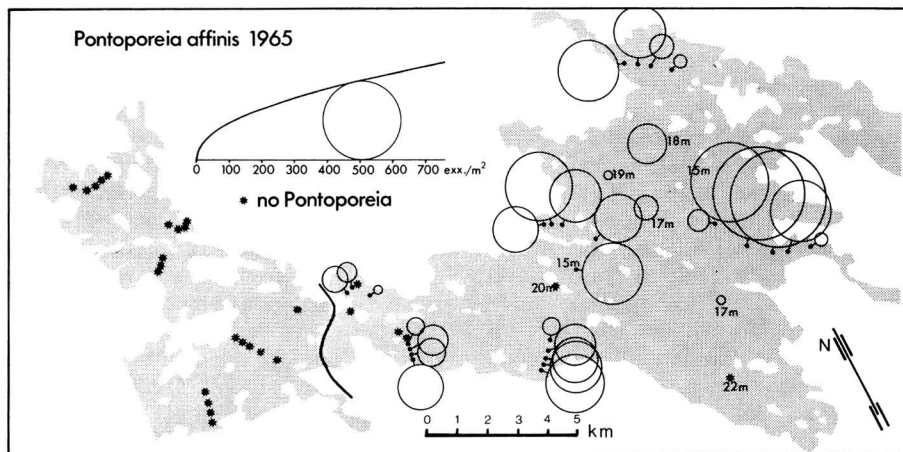 Pontoporeia affinis 1965
0 100 200 300 400 500 600 700 exx./m²
* no Pontoporeia
18m
19m
15m
17m
15m
20m
17m
22m
N
0 1 2 3 4 5
km